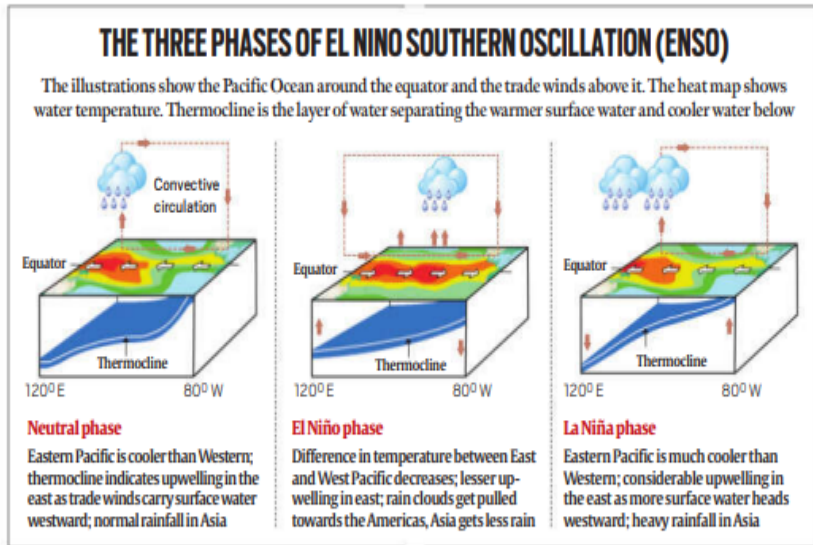 THE THREE PHASES OF EL NINO SOUTHERN OSCILLATION (ENSO)
The illustrations show the Pacific Ocean around the equator and the trade winds above it. The heat map shows
water temperature. Thermocline is the layer of water separating the warmer surface water and cooler water below
Convective
circulation
Equator
Thermocline
120⁰ E
80⁰ W
Neutral phase
Eastern Pacific is cooler than Western;
thermocline indicates upwelling in the
east as trade winds carry surface water
westward; normal rainfall in Asia
Equator
Thermocline
120⁰ E
80⁰ W
El Niño phase
Difference in temperature between East
and West Pacific decreases; lesser up-
welling in east; rain clouds get pulled
towards the Americas, Asia gets less rain
Equator
Thermocline
120⁰ E
80⁰ W
La Niña phase
Eastern Pacific is much cooler than
Western; considerable upwelling in
the east as more surface water heads
westward; heavy rainfall in Asia